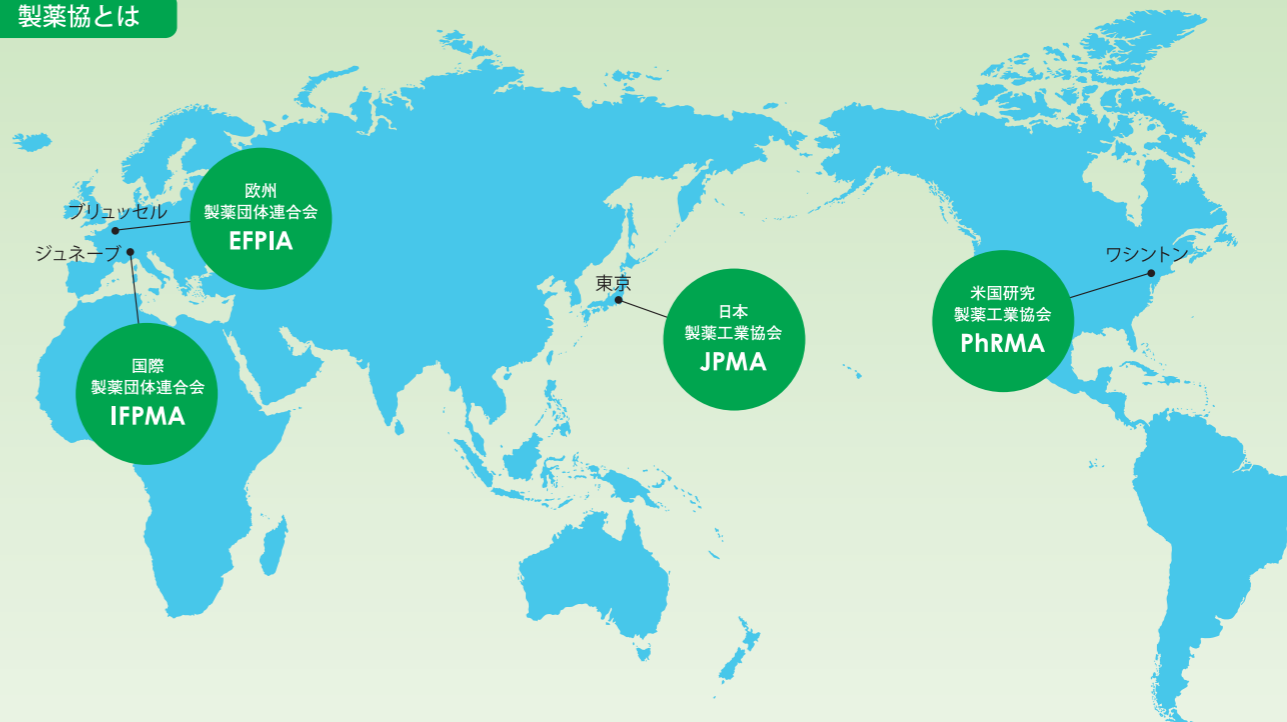 製薬協とは
ブリュッセル
ジュネーブ
欧州
製薬団体連合会
EFPIA
国際
製薬団体連合会
IFPMA
東京
日本
製薬工業協会
JPMA
ワシントン
米国研究
製薬工業協会
PhRMA